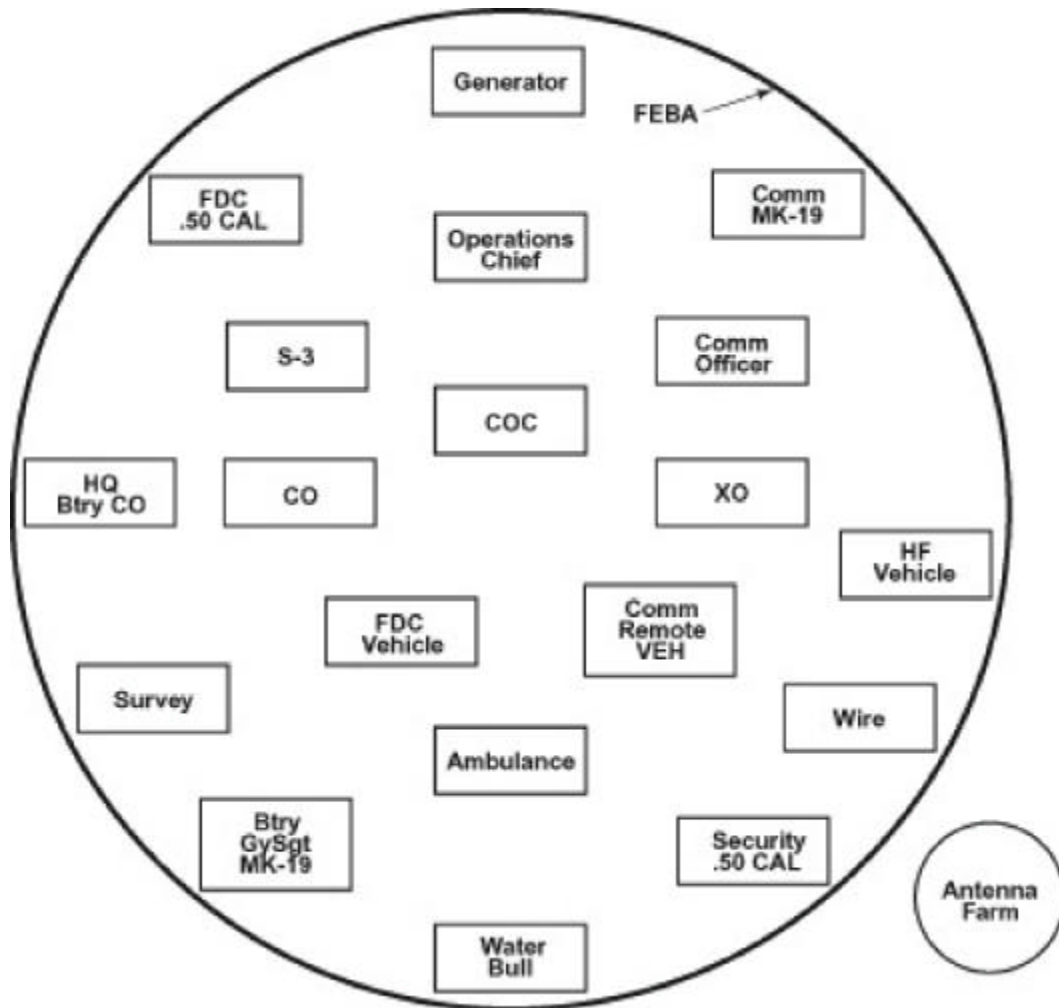 Generator
FEBA
FDC
.50 CAL
Comm
MK-19
Operations
Chief
S-3
Comm
Officer
COC
HQ
Btry CO
CO
XO
HF
Vehicle
FDC
Vehicle
Comm
Remote
VEH
Survey
Wire
Ambulance
Btry
GySgt
MK-19
Security
.50 CAL
Antenna
Farm
Water
Bull